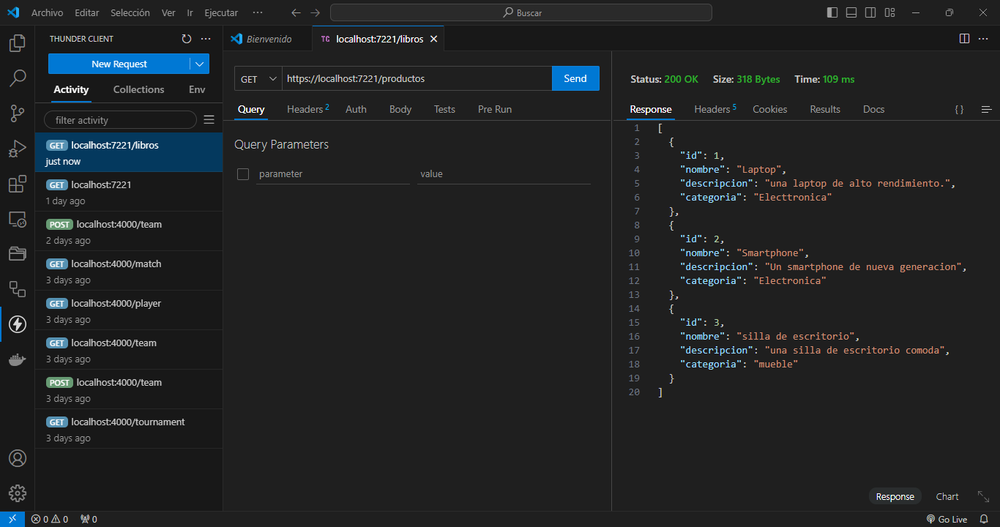 Archivo Editar Selección Ver Ir Ejecutar ··· Buscar
THUNDER CLIENT
New Request
Activity Collections Env
filter activity
GET localhost:7221/libros
just now
GET localhost:7221
1 day ago
POST localhost:4000/team
2 days ago
GET localhost:4000/match
3 days ago
GET localhost:4000/player
3 days ago
GET localhost:4000/team
3 days ago
POST localhost:4000/team
3 days ago
GET localhost:4000/tournament
3 days ago
Bienvenido
TC localhost:7221/libros
GET https://localhost:7221/productos Send
Query Headers 2 Auth Body Tests Pre Run
Query Parameters
parameter value
Status: 200 OK Size: 318 Bytes Time: 109 ms
Response Headers 5 Cookies Results Docs { }
1 [
2 {
3 "id": 1,
4 "nombre": "Laptop",
5 "descripcion": "una laptop de alto rendimiento.",
6 "categoria": "Electtronica"
7 },
8 {
9 "id": 2,
10 "nombre": "Smartphone",
11 "descripcion": "Un smartphone de nueva generacion",
12 "categoria": "Electronica"
13 },
14 {
15 "id": 3,
16 "nombre": "silla de escritorio",
17 "descripcion": "una silla de escritorio comoda",
18 "categoria": "mueble"
19 }
20 ]
Response Chart
0 0 0 Go Live